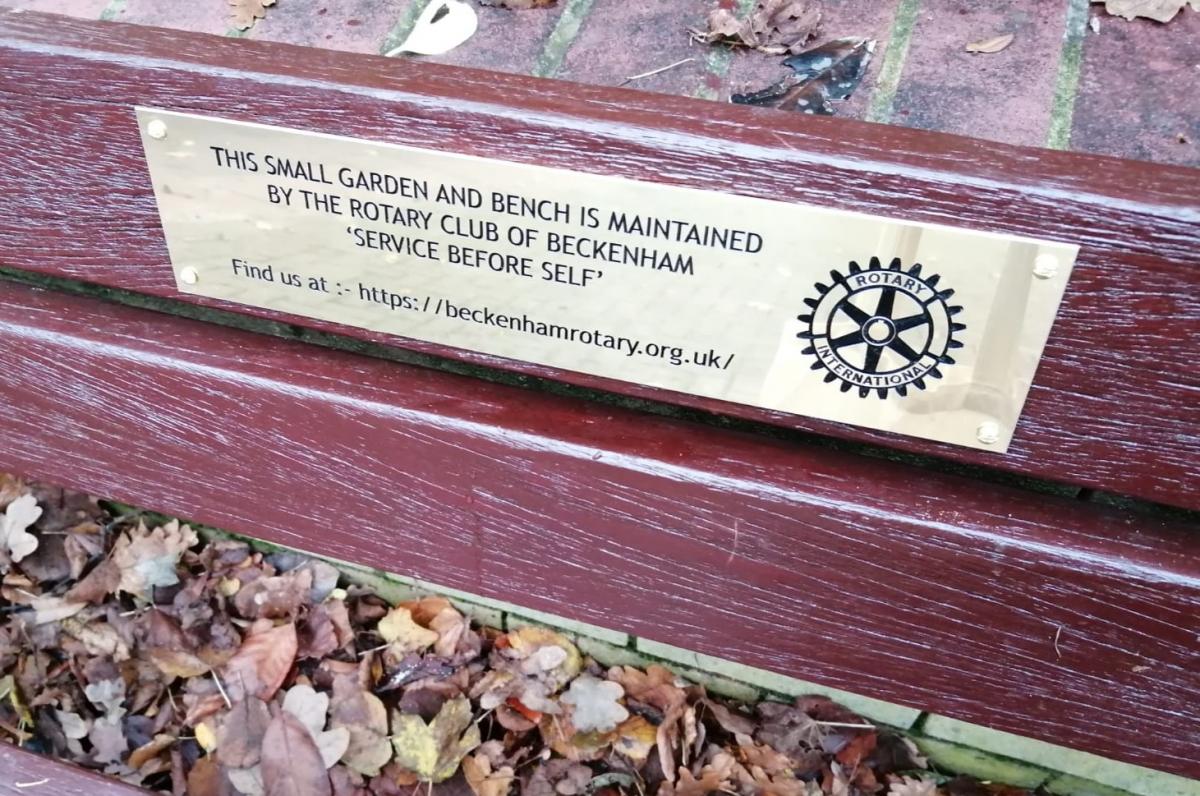 THIS SMALL GARDEN AND BENCH IS MAINTAINED
BY THE ROTARY CLUB OF BECKENHAM
‘SERVICE BEFORE SELF’
Find us at :- https://beckenhamrotary.org.uk/
ROTARY
INTERNATIONAL